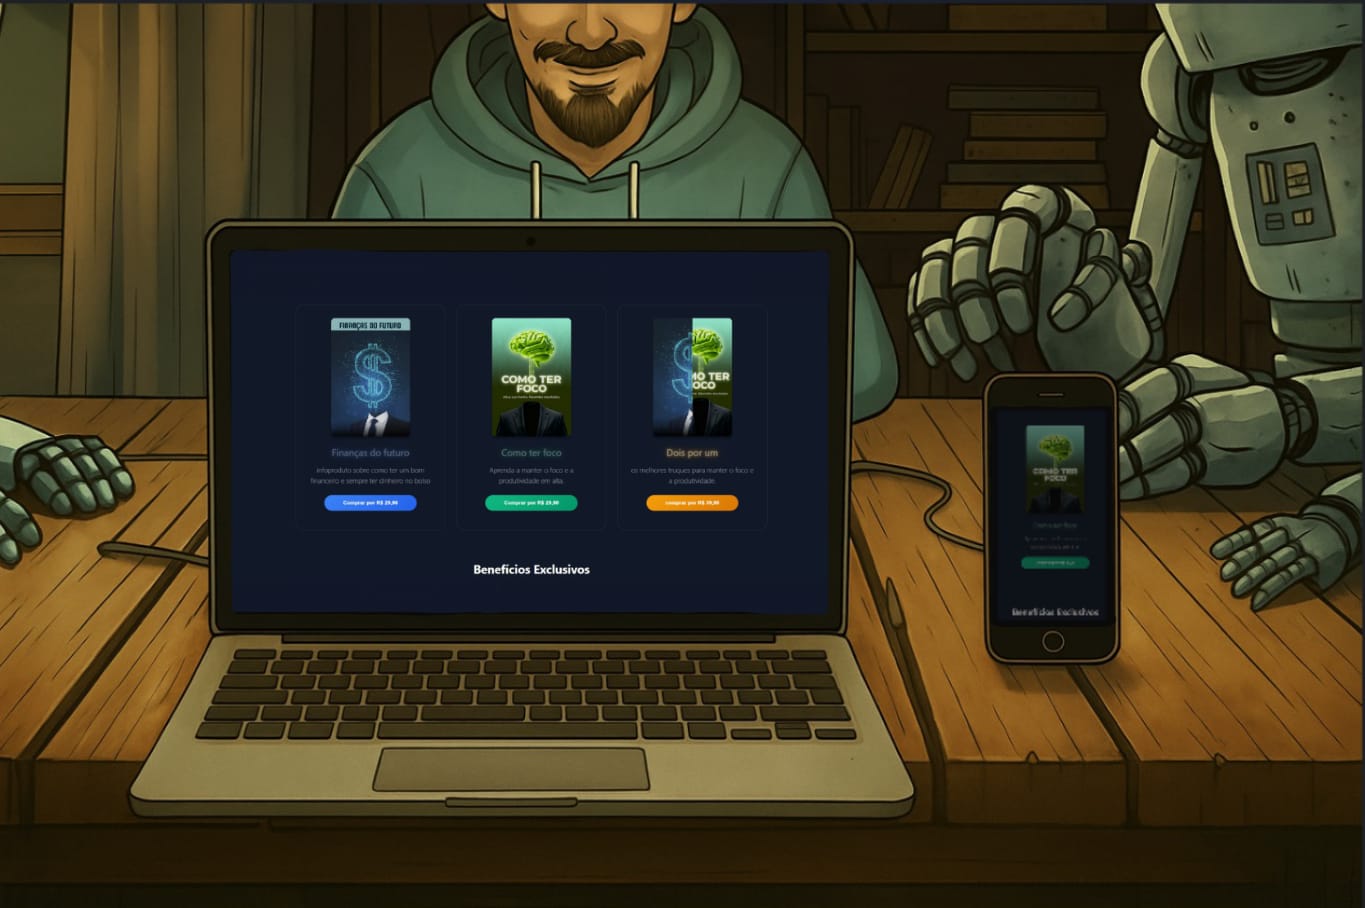 FINANÇAS DO FUTURO
COMO TER
FOCO
MO TER
OCO
Finanças do futuro
Como ter foco
Dois por um
infoproduto sobre como ter um bom
financeiro e sempre ter dinheiro no bolso
Aprenda a manter o foco e a
produtividade em alta.
os melhores truques para manter o foco e
a produtividade.
Comprar por R$ 29,90
Comprar por R$ 29,90
comprar por R$ 39,90
Benefícios Exclusivos
COMO TER
FOCO
Como ter foco
Benefícios Exclusivos